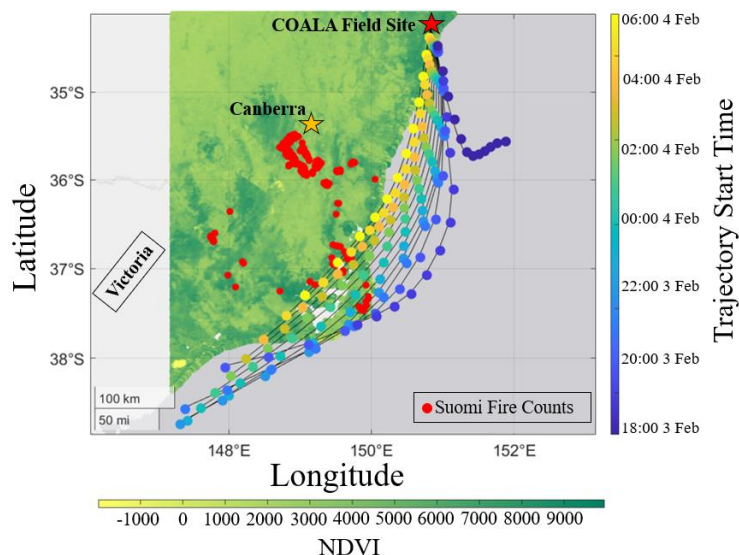 COALA Field Site
Canberra
Victoria
35°S
36°S
37°S
38°S
Latitude
100 km
50 mi
Suomi Fire Counts
148°E
150°E
152°E
Longitude
06:00 4 Feb
04:00 4 Feb
02:00 4 Feb
00:00 4 Feb
22:00 3 Feb
20:00 3 Feb
18:00 3 Feb
Trajectory Start Time
-1000 0 1000 2000 3000 4000 5000 6000 7000 8000 9000
NDVI